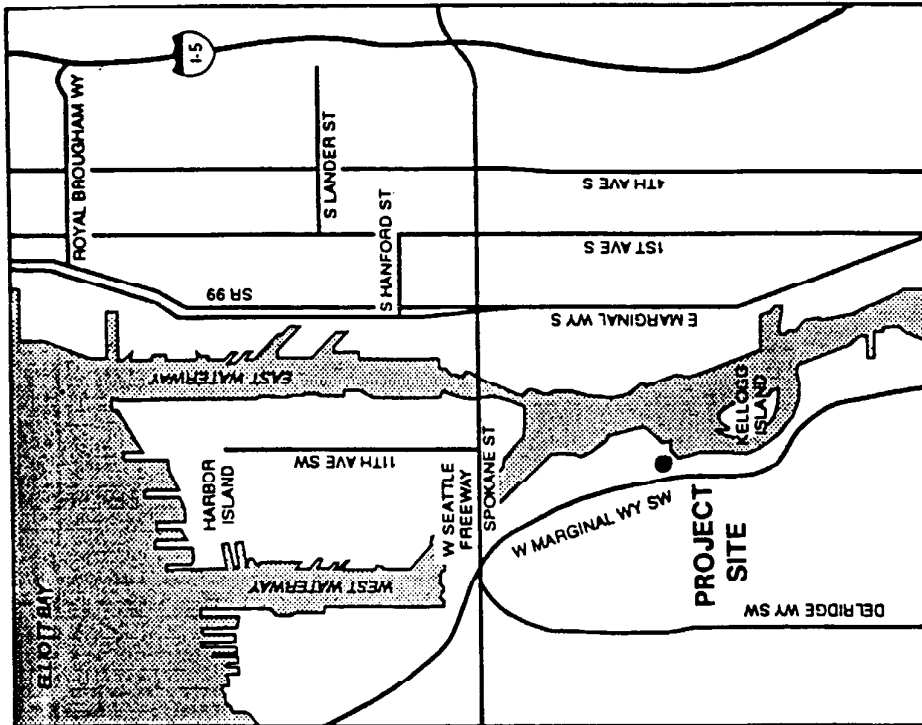 ROYAL BROUGHAM WY
I-5
S LANDER ST
4TH AVE S
S HANFORD ST
1ST AVE S
SR 99
E MARGINAL WY S
ELLIOTT BAY
EAST WATERWAY
HARBOR
ISLAND
11TH AVE SW
WEST WATERWAY
W SEATTLE
FREEWAY
SPOKANE ST
KELLOGG
ISLAND
W MARGINAL WY SW
PROJECT
SITE
DELRIDGE WY SW